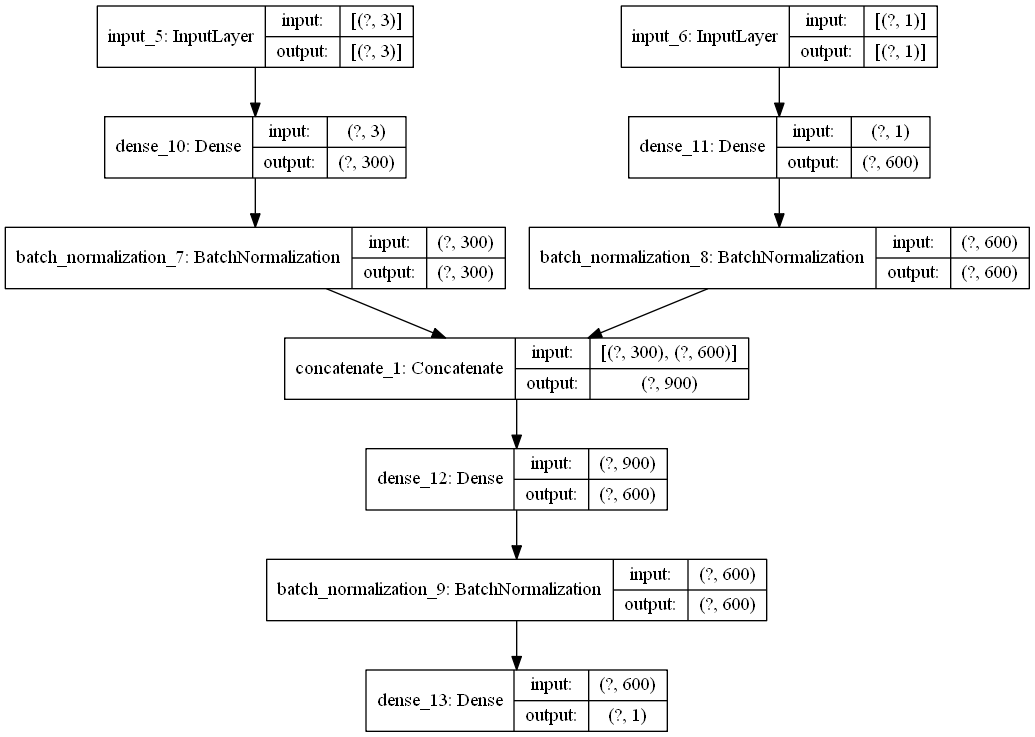 input_5: InputLayer
input: [(?, 3)]
output: [(?, 3)]
input_6: InputLayer
input: [(?, 1)]
output: [(?, 1)]
dense_10: Dense
input: (?, 3)
output: (?, 300)
dense_11: Dense
input: (?, 1)
output: (?, 600)
batch_normalization_7: BatchNormalization
input: (?, 300)
output: (?, 300)
batch_normalization_8: BatchNormalization
input: (?, 600)
output: (?, 600)
concatenate_1: Concatenate
input: [(?, 300), (?, 600)]
output: (?, 900)
dense_12: Dense
input: (?, 900)
output: (?, 600)
batch_normalization_9: BatchNormalization
input: (?, 600)
output: (?, 600)
dense_13: Dense
input: (?, 600)
output: (?, 1)